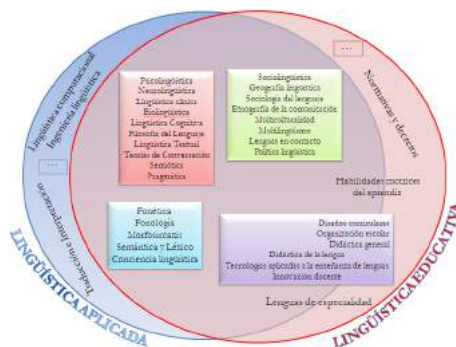 Lingüística computacional
Ingeniería lingüística
...
Traducción e Interpretación
LINGÜÍSTICA APLICADA
Psicolingüística
Neurolingüística
Lingüística clínica
Biolingüística
Lingüística Cognitiva
Filosofía del Lenguaje
Lingüística Textual
Teorías de Conversación
Semiótica
Pragmática
Sociolingüística
Geografía lingüística
Sociología del lenguaje
Etnografía de la comunicación
Multiculturalidad
Multilingüismo
Lenguas en contacto
Política lingüística
Fonética
Fonología
Morfosintaxis
Semántica y Léxico
Conciencia lingüística
Diseños curriculares
Organización escolar
Didáctica general
Didáctica de la lengua
Tecnologías aplicadas a la enseñanza de lenguas
Innovación docente
...
Normativas y decretos
Habilidades motrices
del aprendiz
Lenguas de especialidad
LINGÜÍSTICA EDUCATIVA